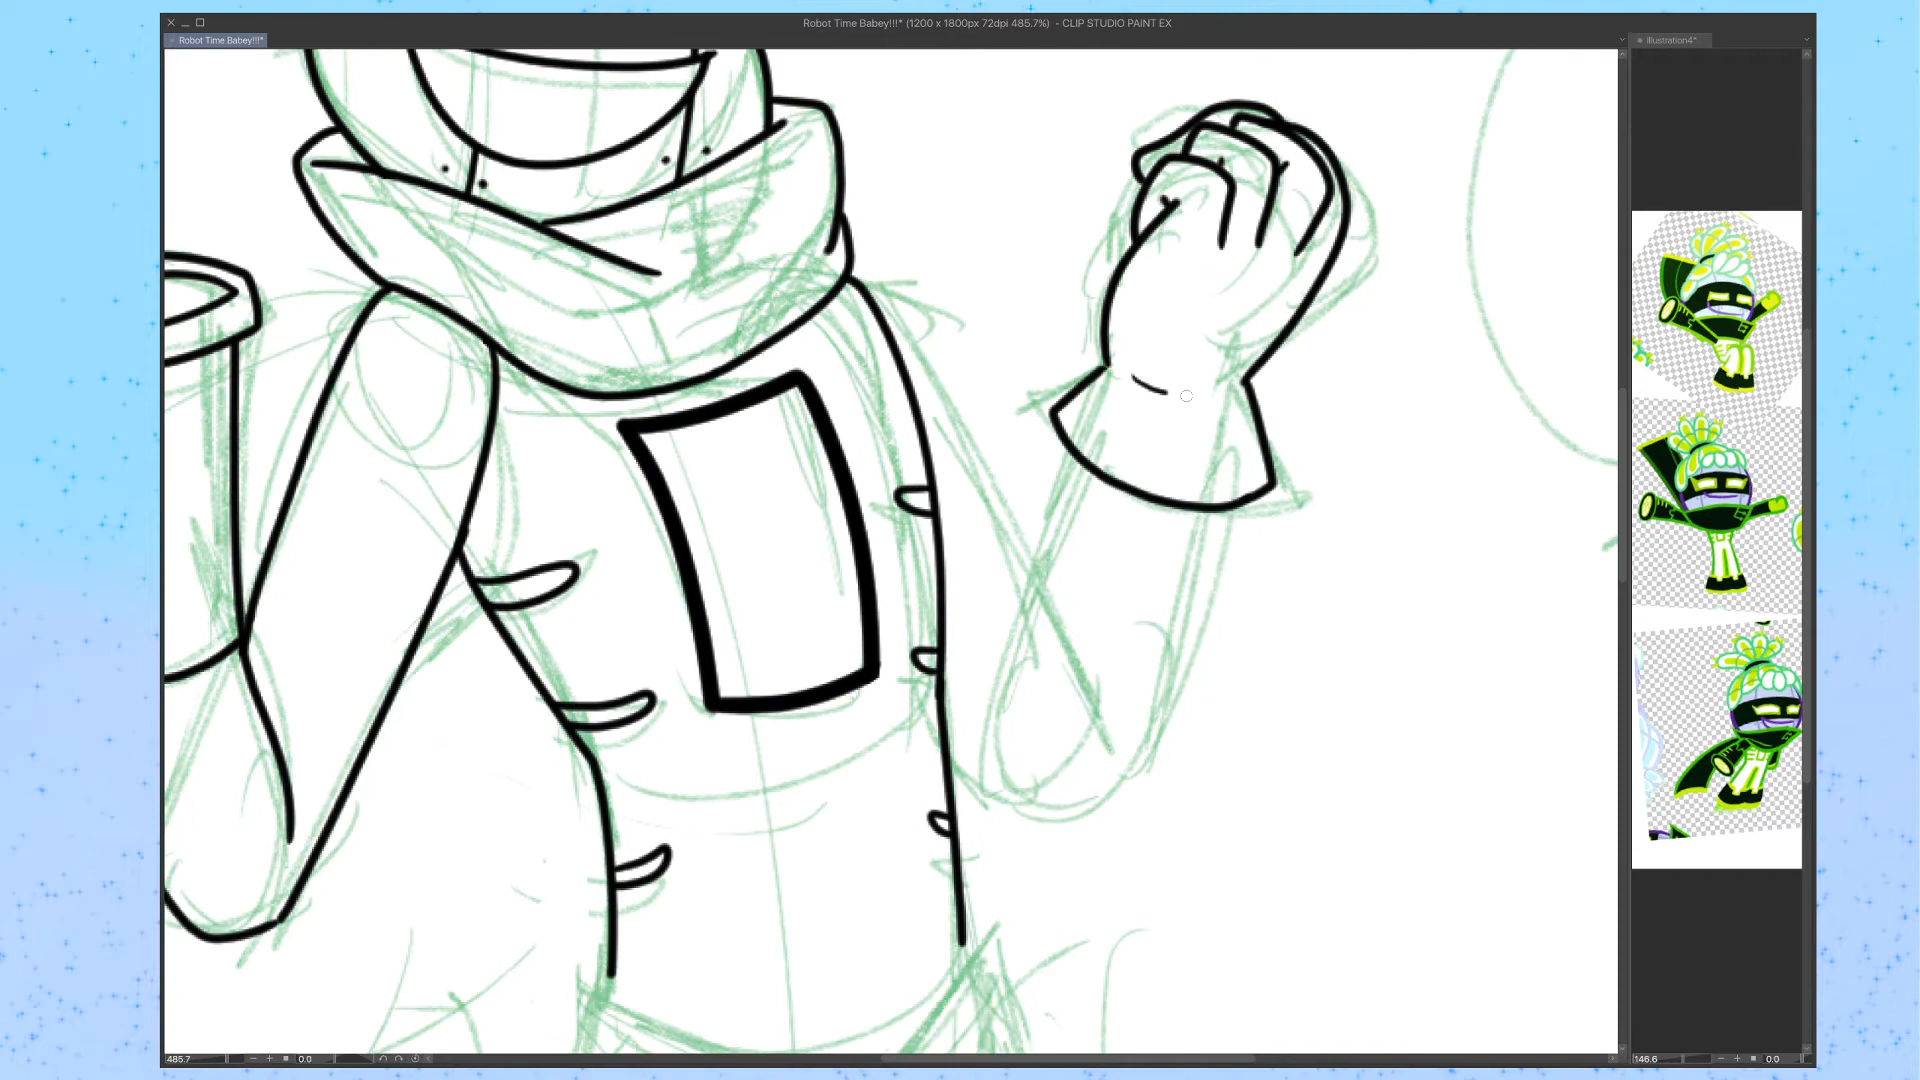 Robot Time Babey!!!* (1200 x 1800px 72dpi 485.7%) - CLIP STUDIO PAINT EX
Robot Time Babey!!!*
Illustration4*
485.7
0.0
146.6
0.0